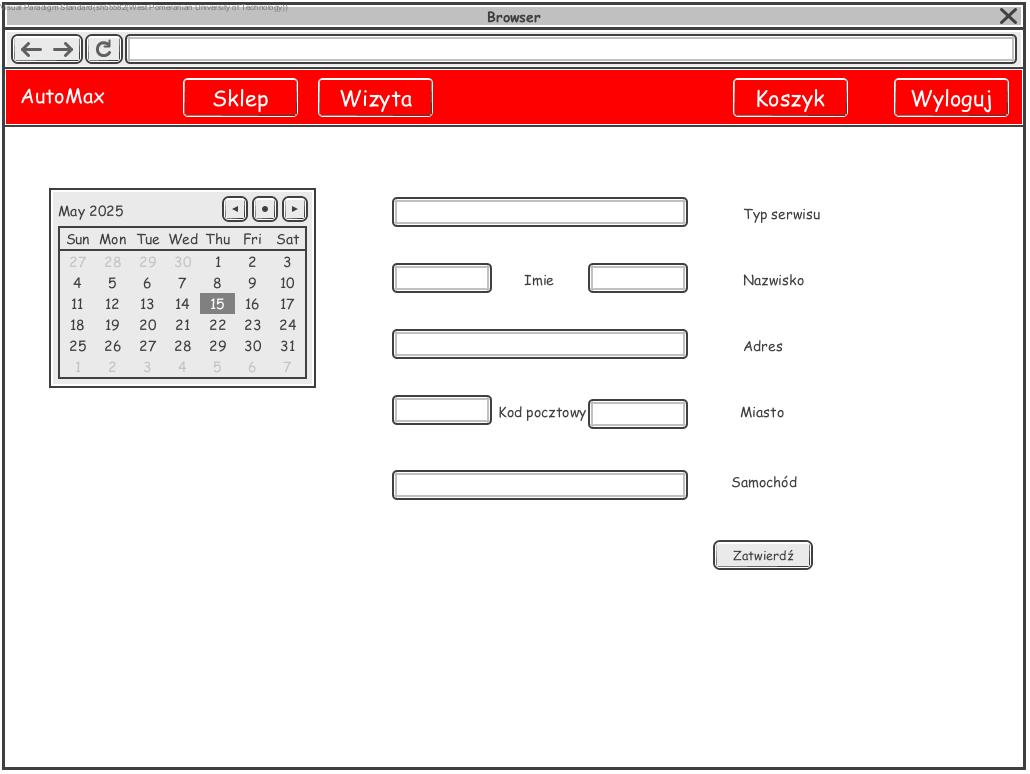 Visual Paradigm Standard(sh55582(West Pomeranian University of Technology))
Browser
AutoMax Sklep Wizyta Koszyk Wyloguj
May 2025
Sun Mon Tue Wed Thu Fri Sat
27 28 29 30 1 2 3
4 5 6 7 8 9 10
11 12 13 14 15 16 17
18 19 20 21 22 23 24
25 26 27 28 29 30 31
1 2 3 4 5 6 7
Typ serwisu
Imie Nazwisko
Adres
Kod pocztowy Miasto
Samochód
Zatwierdź